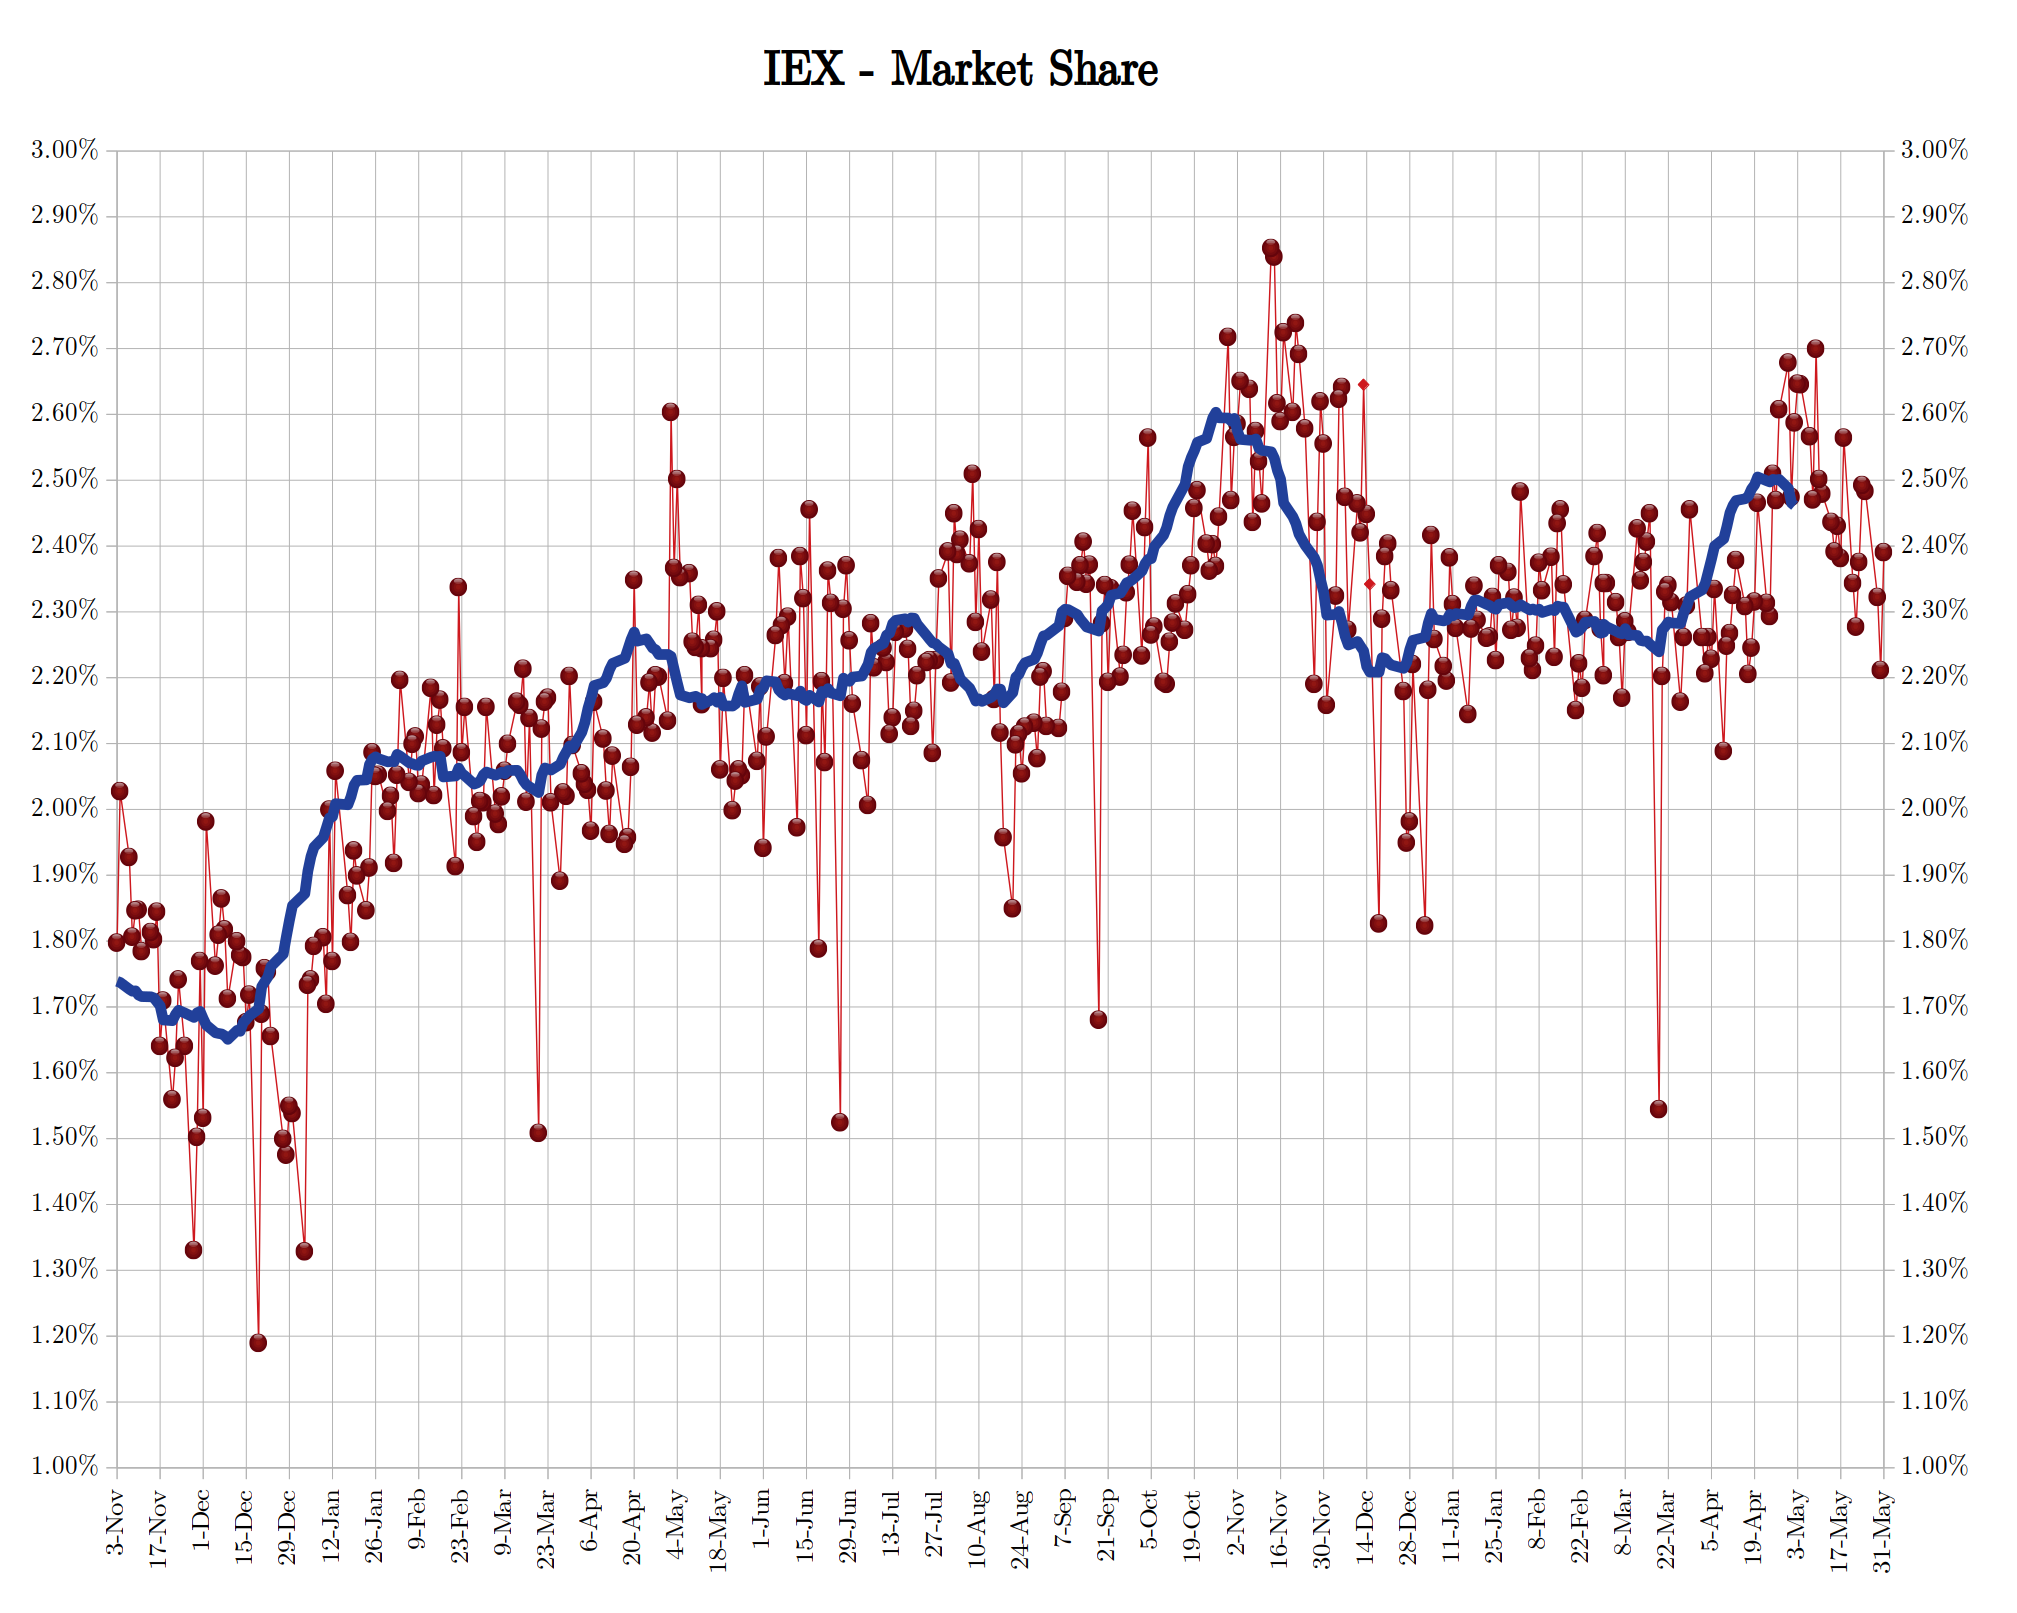 IEX - Market Share
3.00% 3.00%
2.90% 2.90%
2.80% 2.80%
2.70% 2.70%
2.60% 2.60%
2.50% 2.50%
2.40% 2.40%
2.30% 2.30%
2.20% 2.20%
2.10% 2.10%
2.00% 2.00%
1.90% 1.90%
1.80% 1.80%
1.70% 1.70%
1.60% 1.60%
1.50% 1.50%
1.40% 1.40%
1.30% 1.30%
1.20% 1.20%
1.10% 1.10%
1.00% 1.00%
3-Nov
17-Nov
1-Dec
15-Dec
29-Dec
12-Jan
26-Jan
9-Feb
23-Feb
9-Mar
23-Mar
6-Apr
20-Apr
4-May
18-May
1-Jun
15-Jun
29-Jun
13-Jul
27-Jul
10-Aug
24-Aug
7-Sep
21-Sep
5-Oct
19-Oct
2-Nov
16-Nov
30-Nov
14-Dec
28-Dec
11-Jan
25-Jan
8-Feb
22-Feb
8-Mar
22-Mar
5-Apr
19-Apr
3-May
17-May
31-May